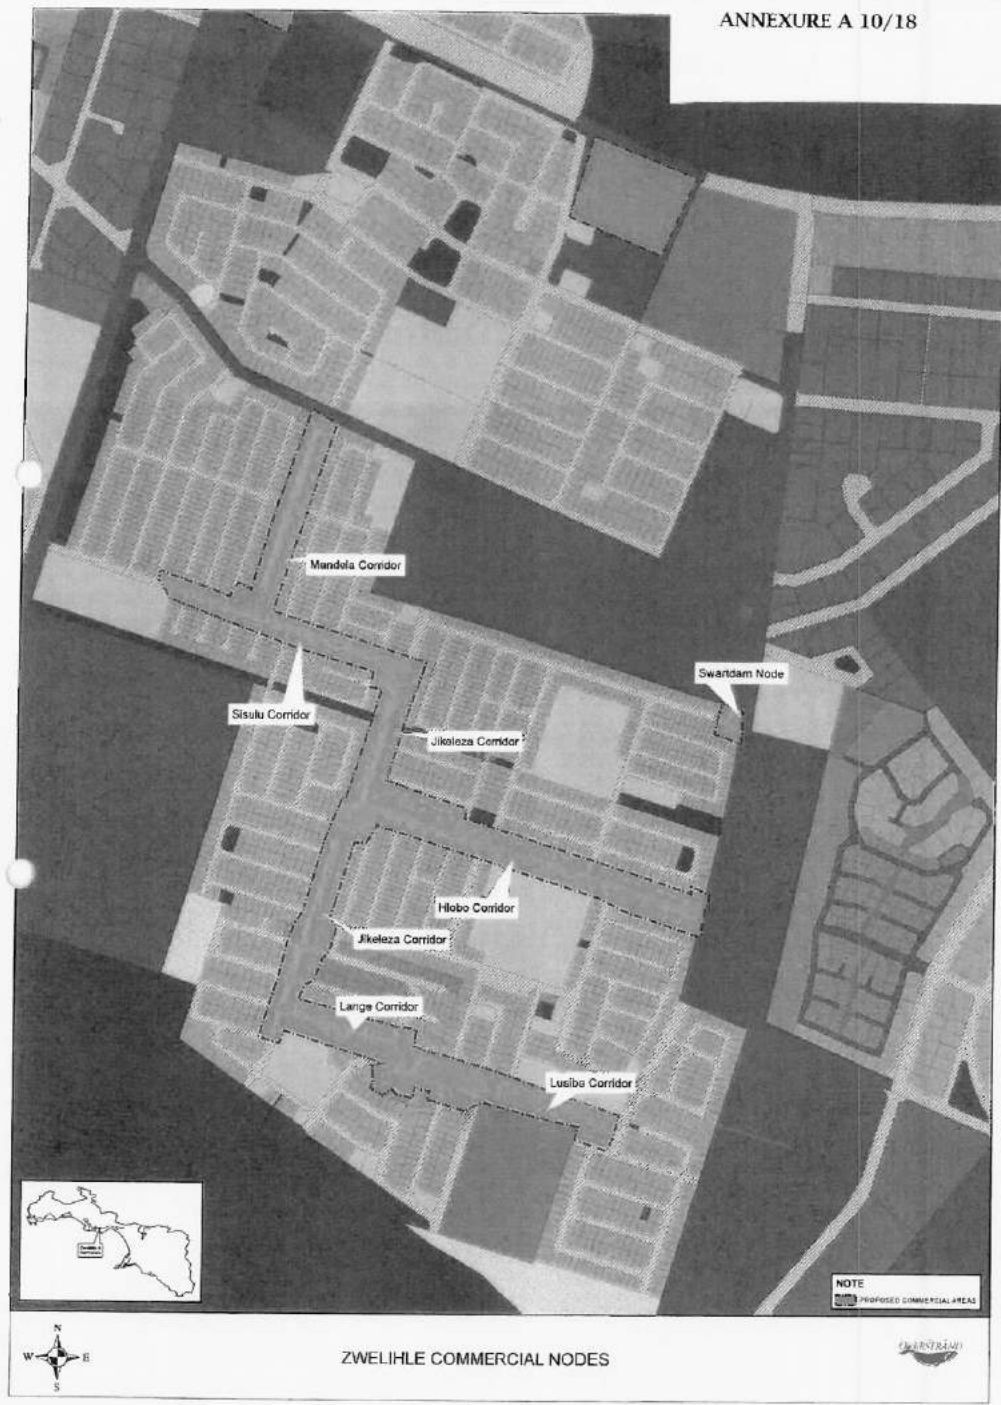 ANNEXURE A 10/18
Mandela Corridor
Swartdam Node
Sisulu Corridor
Jikeleza Corridor
Hlobo Corridor
Jikeleza Corridor
Lange Corridor
Lusiba Corridor
NOTE
PROPOSED COMMERCIAL AREAS
N
W E
S
ZWELIHLE COMMERCIAL NODES
OVERSTRAND